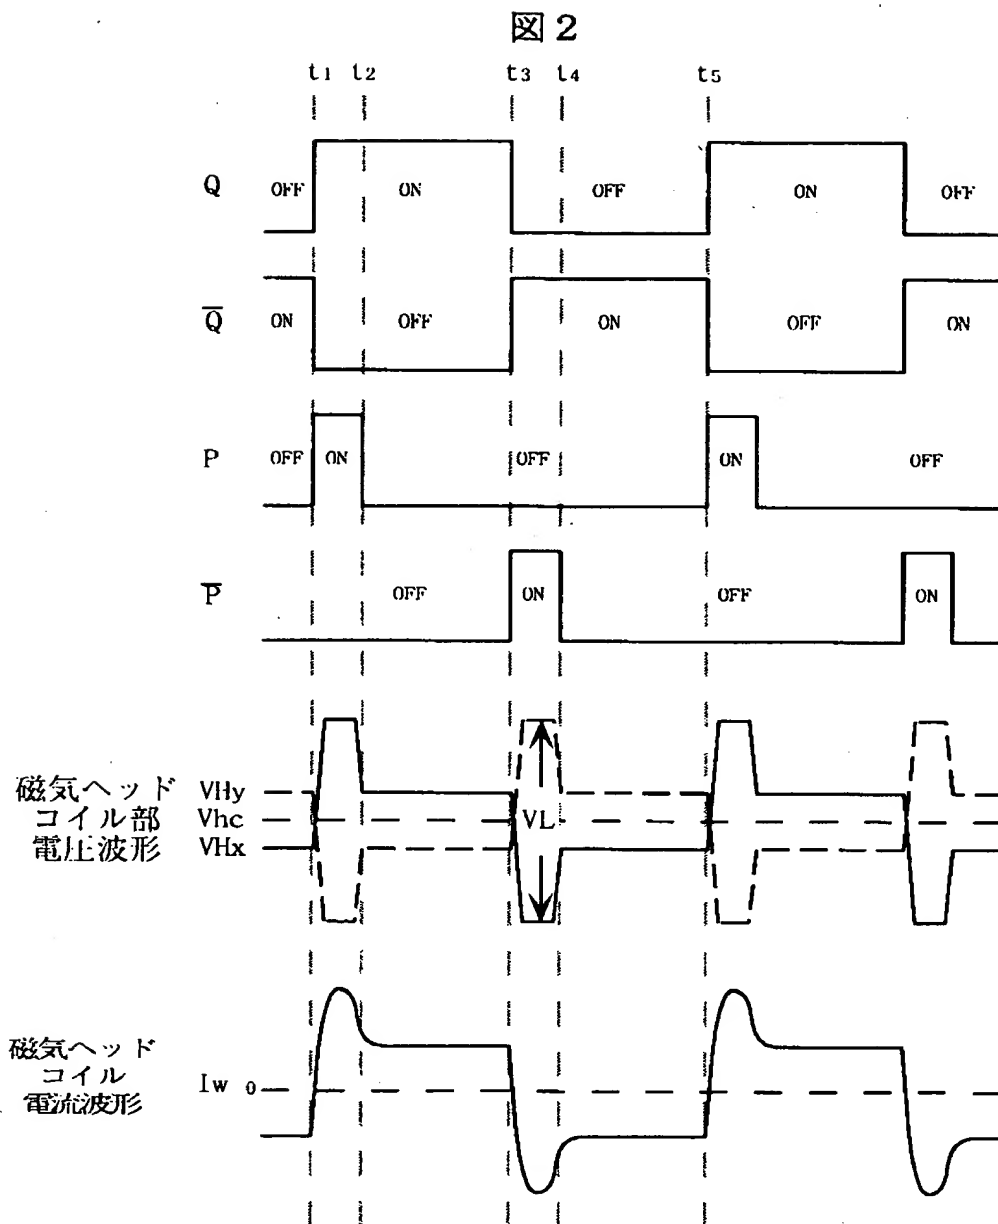 図2
t1 t2 t3 t4 t5
Q OFF ON OFF ON OFF
Q̅ ON OFF ON OFF ON
P OFF ON OFF ON OFF
P̅ OFF ON OFF ON
磁気ヘッド VHy
コイル部 Vhc VL
電圧波形 VHx
磁気ヘッド
コイル Iw 0
電流波形